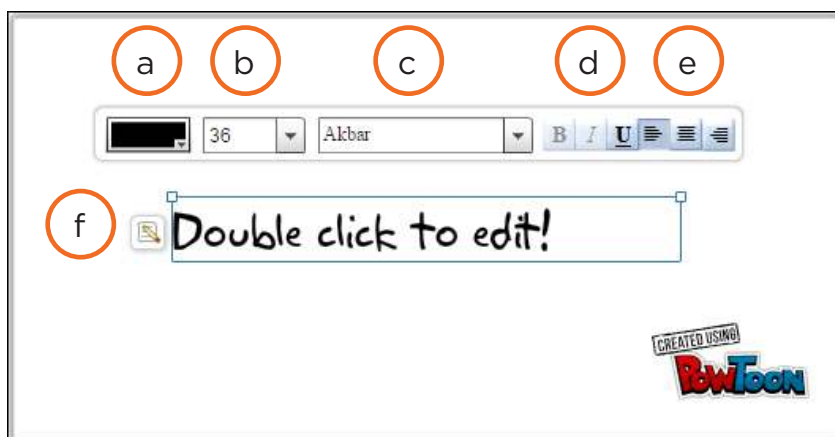 a b c d e
36 Akbar B I U
f Double click to edit!
CREATED USING
POWTOON